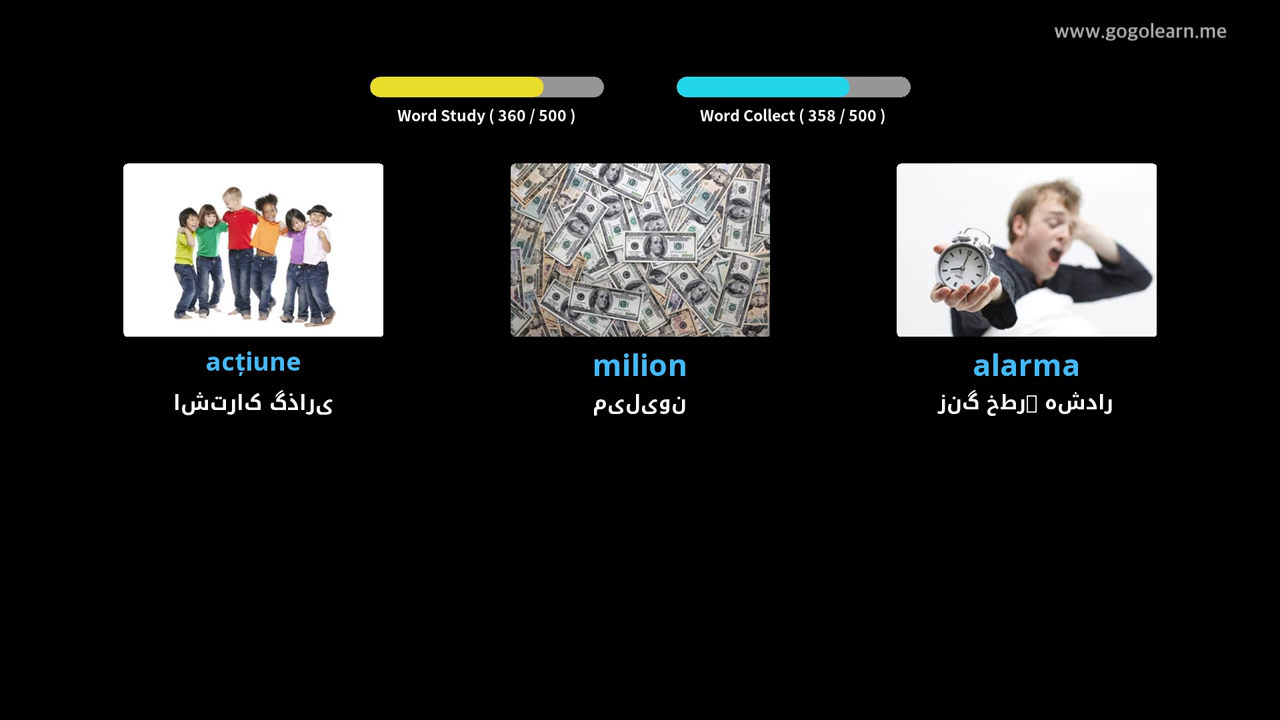 www.gogolearn.me
Word Study ( 360 / 500 )
Word Collect ( 358 / 500 )
acțiune
milion
alarma
اشتراک گذاری
میلیون
زنگ خطر▯ هشدار